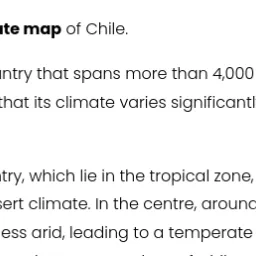 ate map of Chile.
ntry that spans more than 4,000
that its climate varies significantl
ntry, which lie in the tropical zone,
sert climate. In the centre, around
ess arid, leading to a temperate